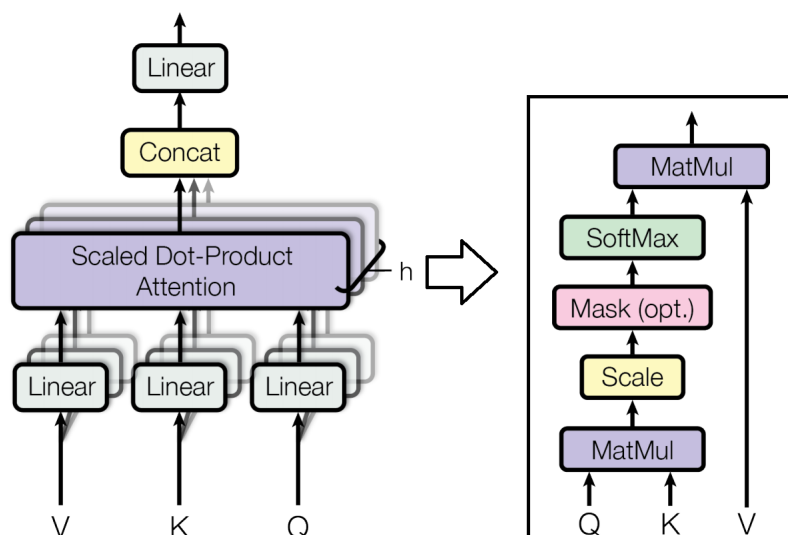 Linear
Concat
Scaled Dot-Product
Attention
h
Linear
Linear
Linear
V
K
Q
MatMul
SoftMax
Mask (opt.)
Scale
MatMul
Q
K
V